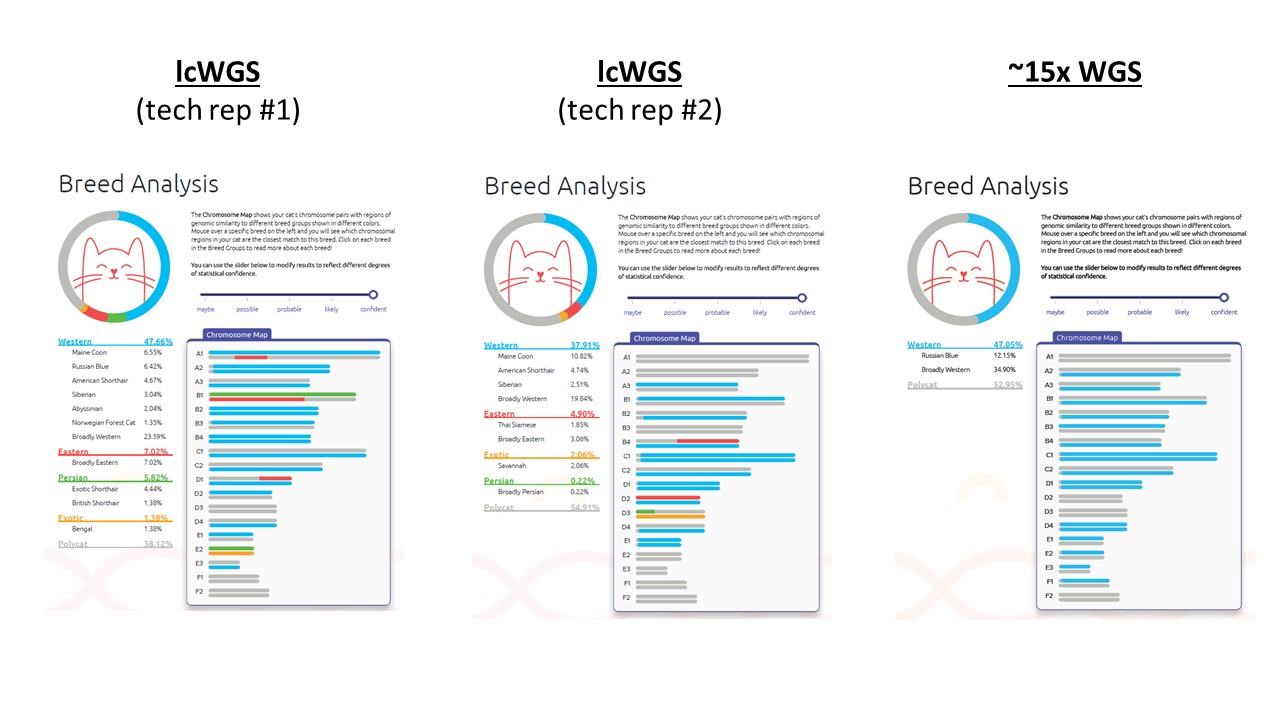 lcWGS
(tech rep #1)
lcWGS
(tech rep #2)
~15x WGS
Breed Analysis
The Chromosome Map shows your cat's chromosome pairs with regions of
genomic similarity to different breed groups shown in different colors.
Mouse over a specific breed on the left and you will see which chromosomal
regions in your cat are the closest match to this breed. Click on each breed
in the Breed Groups to read more about each breed!
You can use the slider below to modify results to reflect different degrees
of statistical confidence.
maybe possible probable likely confident
Western 47.66%
Maine Coon 6.55%
Russian Blue 6.42%
American Shorthair 4.67%
Siberian 3.04%
Abyssinian 2.04%
Norwegian Forest Cat 1.35%
Broadly Western 23.59%
Eastern 7.02%
Broadly Eastern 7.02%
Persian 5.82%
Exotic Shorthair 4.44%
British Shorthair 1.38%
Exotic 1.38%
Bengal 1.38%
Polycat 38.12%
Chromosome Map
A1
A2
A3
B1
B2
B3
B4
C1
C2
D1
D2
D3
D4
E1
E2
E3
F1
F2
Breed Analysis
The Chromosome Map shows your cat's chromosome pairs with regions of
genomic similarity to different breed groups shown in different colors.
Mouse over a specific breed on the left and you will see which chromosomal
regions in your cat are the closest match to this breed. Click on each breed
in the Breed Groups to read more about each breed!
You can use the slider below to modify results to reflect different degrees
of statistical confidence.
maybe possible probable likely confident
Western 37.91%
Maine Coon 10.82%
American Shorthair 4.74%
Siberian 2.51%
Broadly Western 19.84%
Eastern 4.90%
Thai Siamese 1.85%
Broadly Eastern 3.06%
Exotic 2.06%
Savannah 2.06%
Persian 0.22%
Broadly Persian 0.22%
Polycat 54.91%
Chromosome Map
A1
A2
A3
B1
B2
B3
B4
C1
C2
D1
D2
D3
D4
E1
E2
E3
F1
F2
Breed Analysis
The Chromosome Map shows your cat's chromosome pairs with regions of
genomic similarity to different breed groups shown in different colors.
Mouse over a specific breed on the left and you will see which chromosomal
regions in your cat are the closest match to this breed. Click on each breed
in the Breed Groups to read more about each breed!
You can use the slider below to modify results to reflect different degrees
of statistical confidence.
maybe possible probable likely confident
Western 47.05%
Russian Blue 12.15%
Broadly Western 34.90%
Polycat 52.95%
Chromosome Map
A1
A2
A3
B1
B2
B3
B4
C1
C2
D1
D2
D3
D4
E1
E2
E3
F1
F2